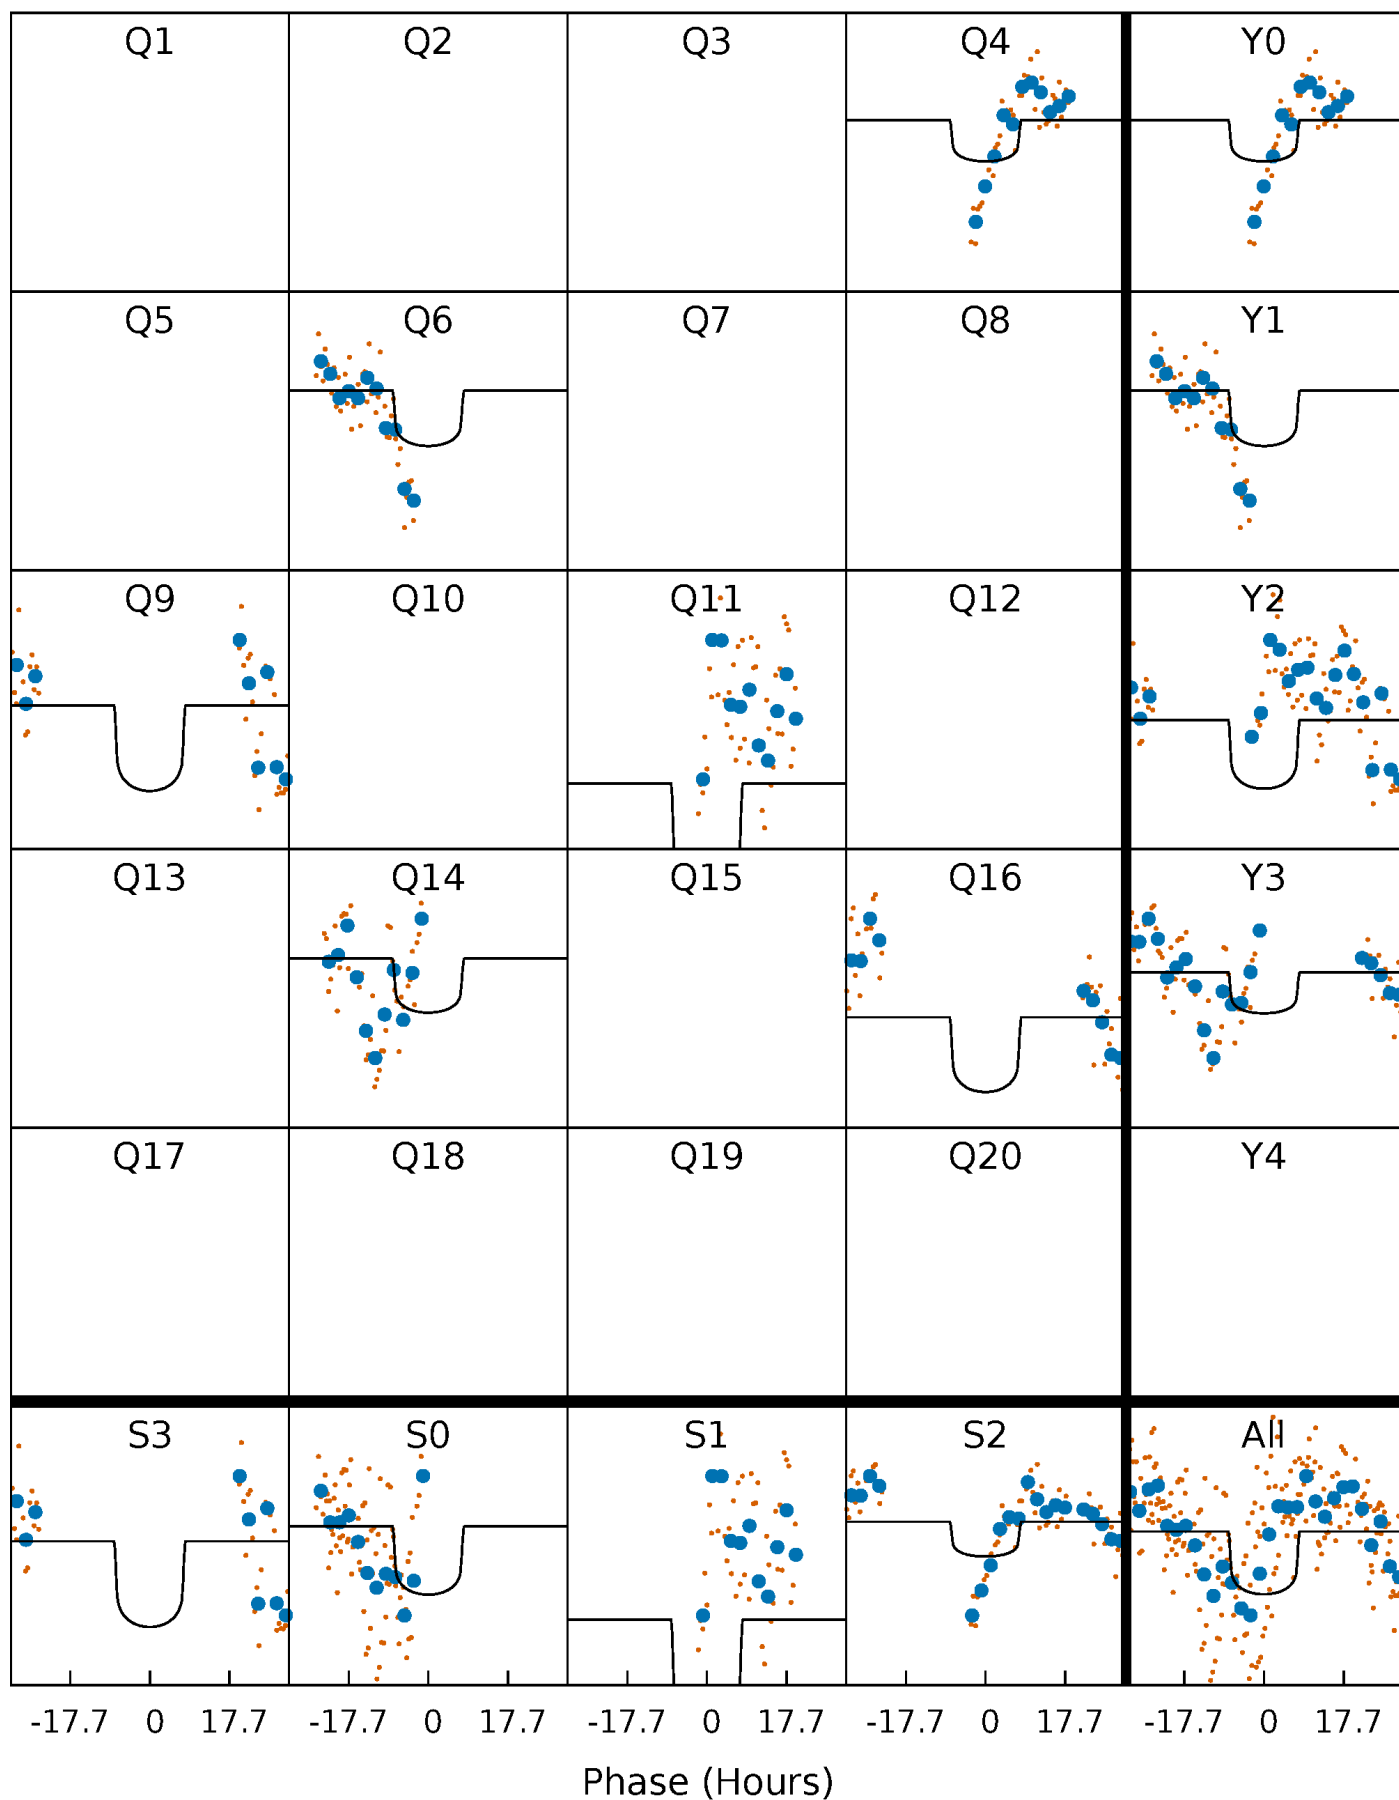 Q1 Q2 Q3 Q4 Y0
Q5 Q6 Q7 Q8 Y1
Q9 Q10 Q11 Q12 Y2
Q13 Q14 Q15 Q16 Y3
Q17 Q18 Q19 Q20 Y4
S3 S0 S1 S2 All
-17.7 0 17.7 -17.7 0 17.7 -17.7 0 17.7 -17.7 0 17.7 -17.7 0 17.7
Phase (Hours)